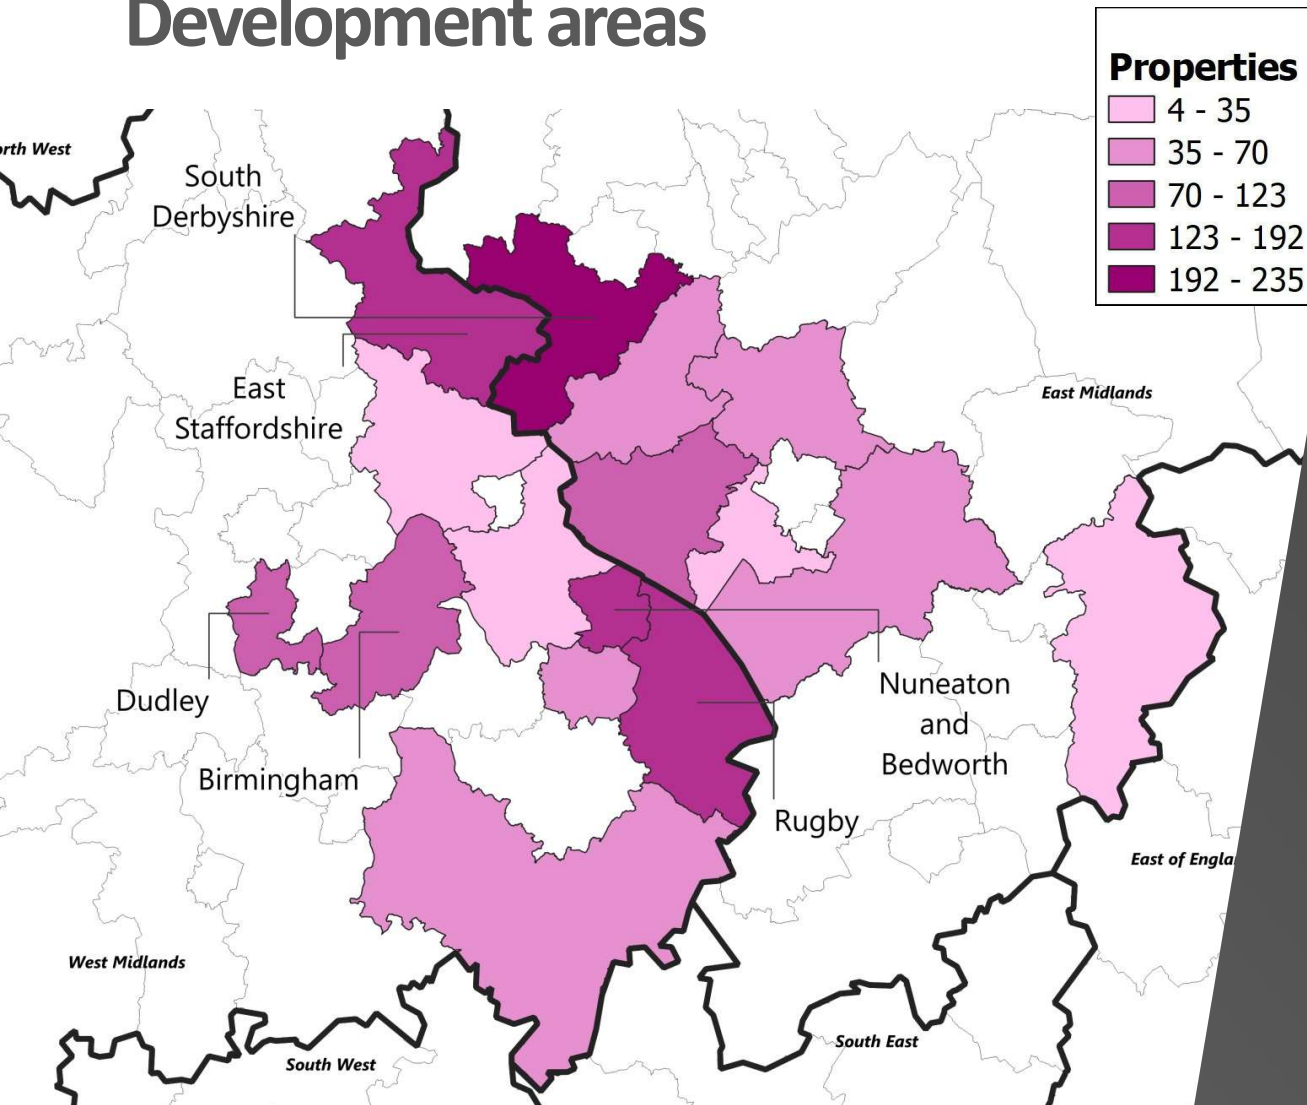 Development areas
Properties
4 - 35
35 - 70
70 - 123
123 - 192
192 - 235
orth West
South
Derbyshire
East
Staffordshire
East Midlands
Dudley
Birmingham
Nuneaton
and
Bedworth
Rugby
East of Engla
West Midlands
South West
South East